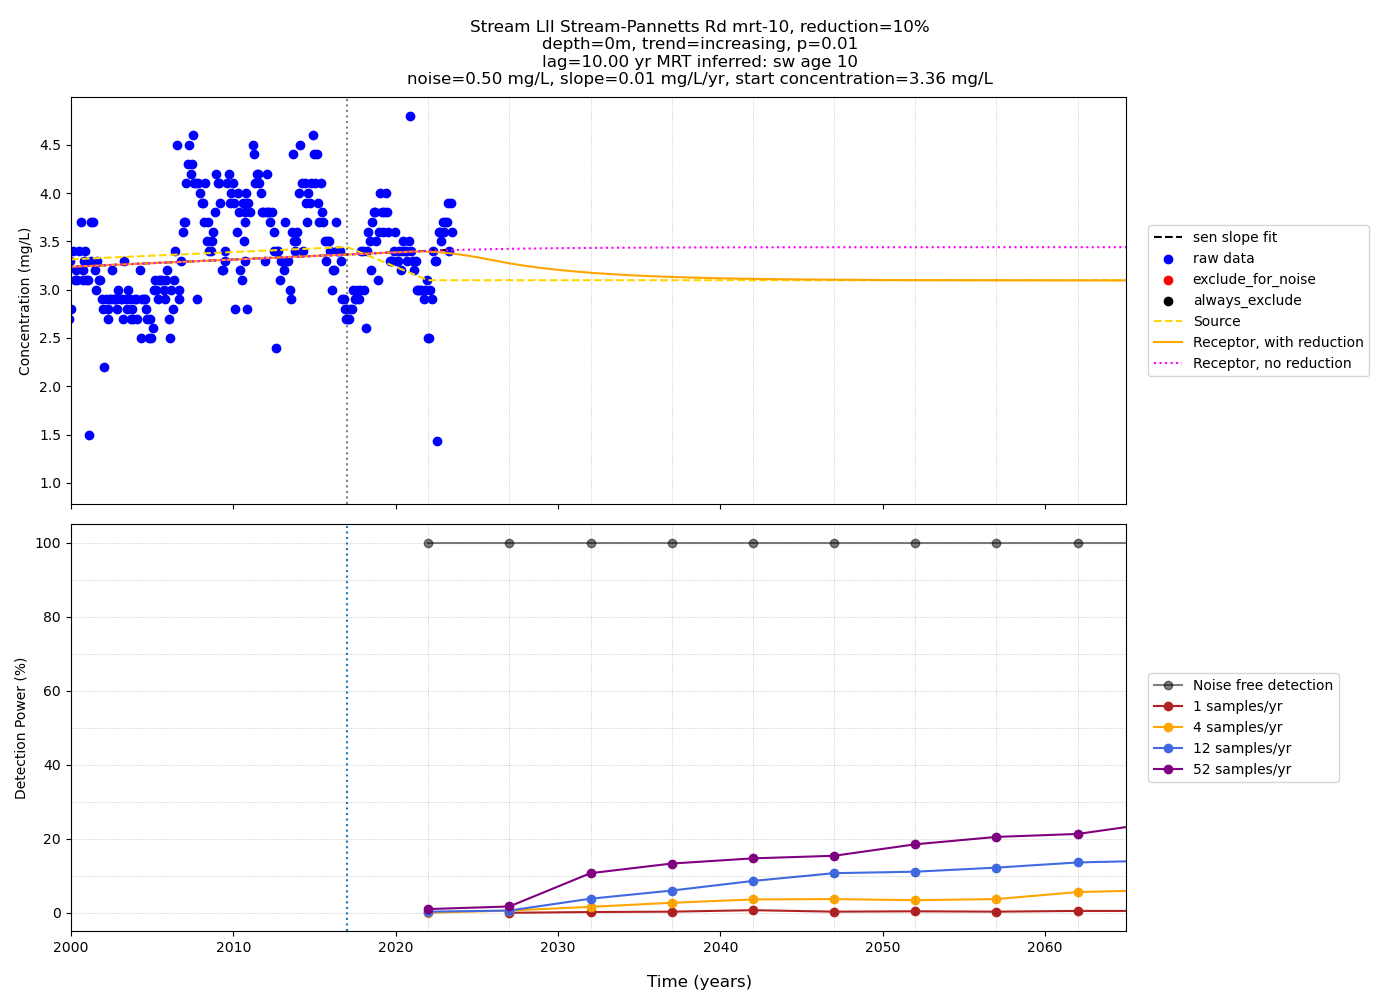 Stream LII Stream-Pannetts Rd mrt-10, reduction=10%
depth=0m, trend=increasing, p=0.01
lag=10.00 yr MRT inferred: sw age 10
noise=0.50 mg/L, slope=0.01 mg/L/yr, start concentration=3.36 mg/L
Concentration (mg/L)
4.5
4.0
3.5
3.0
2.5
2.0
1.5
1.0
sen slope fit
raw data
exclude_for_noise
always_exclude
Source
Receptor, with reduction
Receptor, no reduction
Detection Power (%)
100
80
60
40
20
0
Noise free detection
1 samples/yr
4 samples/yr
12 samples/yr
52 samples/yr
2000 2010 2020 2030 2040 2050 2060
Time (years)